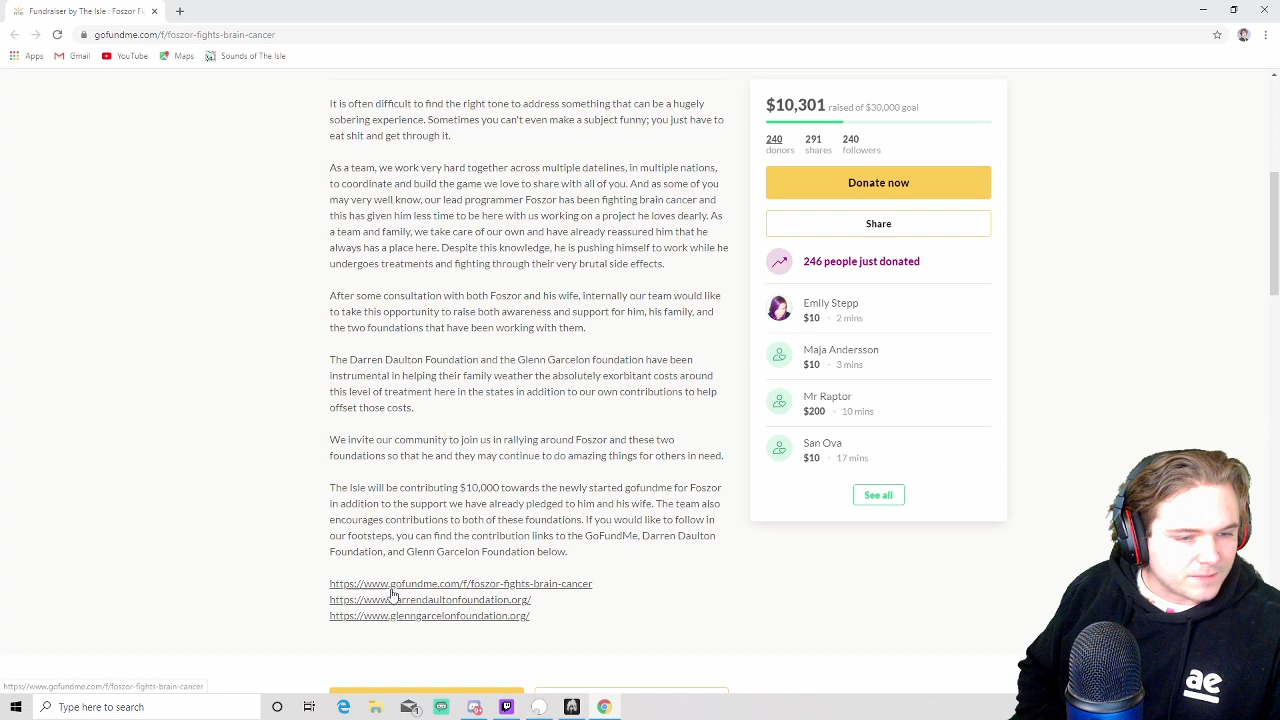 Fundraiser by The Isle : Foszor Fig
gofundme.com/f/foszor-fights-brain-cancer
Apps
Gmail
YouTube
Maps
Sounds of The Isle
It is often difficult to find the right tone to address something that can be a hugely
sobering experience. Sometimes you can't even make a subject funny; you just have to
eat shit and get through it.
As a team, we work very hard together across multiple datelines, in multiple nations,
to coordinate and build the game we love to share with all of you. And as some of you
may very well know, our lead programmer Foszor has been fighting brain cancer and
this has given him less time to be here with us working on a project he loves dearly. As
a team and family, we take care of our own and have already reassured him that he
always has a place here. Despite this knowledge, he is pushing himself to work while he
undergoes treatments and fighting through their very brutal side effects.
After some consultation with both Foszor and his wife, internally our team would like
to take this opportunity to raise both awareness and support for him, his family, and
the two foundations that have been working with them.
The Darren Daulton Foundation and the Glenn Garcelon foundation have been
instrumental in helping their family weather the absolutely exorbitant costs around
this level of treatment here in the states in addition to our own contributions to help
offset those costs.
We invite our community to join us in rallying around Foszor and these two
foundations so that he and they may continue to do amazing things for others in need.
The Isle will be contributing $10,000 towards the newly started gofundme for Foszor
in addition to the support we have already pledged to him and his wife. The team also
encourages contributions to both of these foundations. If you would like to follow in
our footsteps, you can find the contribution links to the GoFundMe, Darren Daulton
Foundation, and Glenn Garcelon Foundation below.
https://www.gofundme.com/f/foszor-fights-brain-cancer
https://www.darrendaultonfoundation.org/
https://www.glenngarcelonfoundation.org/
$10,301 raised of $30,000 goal
240 291 240
donors shares followers
Donate now
Share
246 people just donated
Emily Stepp
$10 • 2 mins
Maja Andersson
$10 • 3 mins
Mr Raptor
$200 • 10 mins
San Ova
$10 • 17 mins
See all
ae
https://www.gofundme.com/f/foszor-fights-brain-cancer
Type here to search